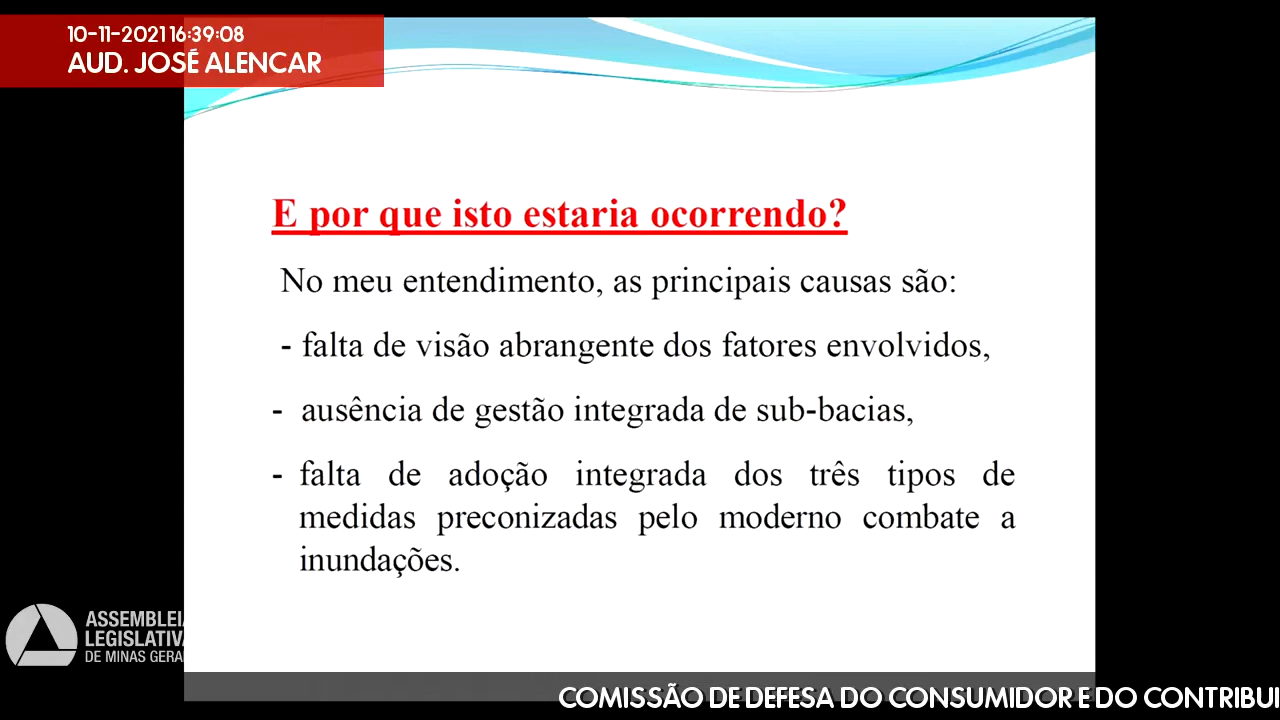 10-11-2021 16:39:08
AUD. JOSÉ ALENCAR
E por que isto estaria ocorrendo?
No meu entendimento, as principais causas são:
- falta de visão abrangente dos fatores envolvidos,
- ausência de gestão integrada de sub-bacias,
- falta de adoção integrada dos três tipos de
medidas preconizadas pelo moderno combate a
inundações.
ASSEMBLEI
LEGISLATIVA
DE MINAS GERAI
COMISSÃO DE DEFESA DO CONSUMIDOR E DO CONTRIBUI